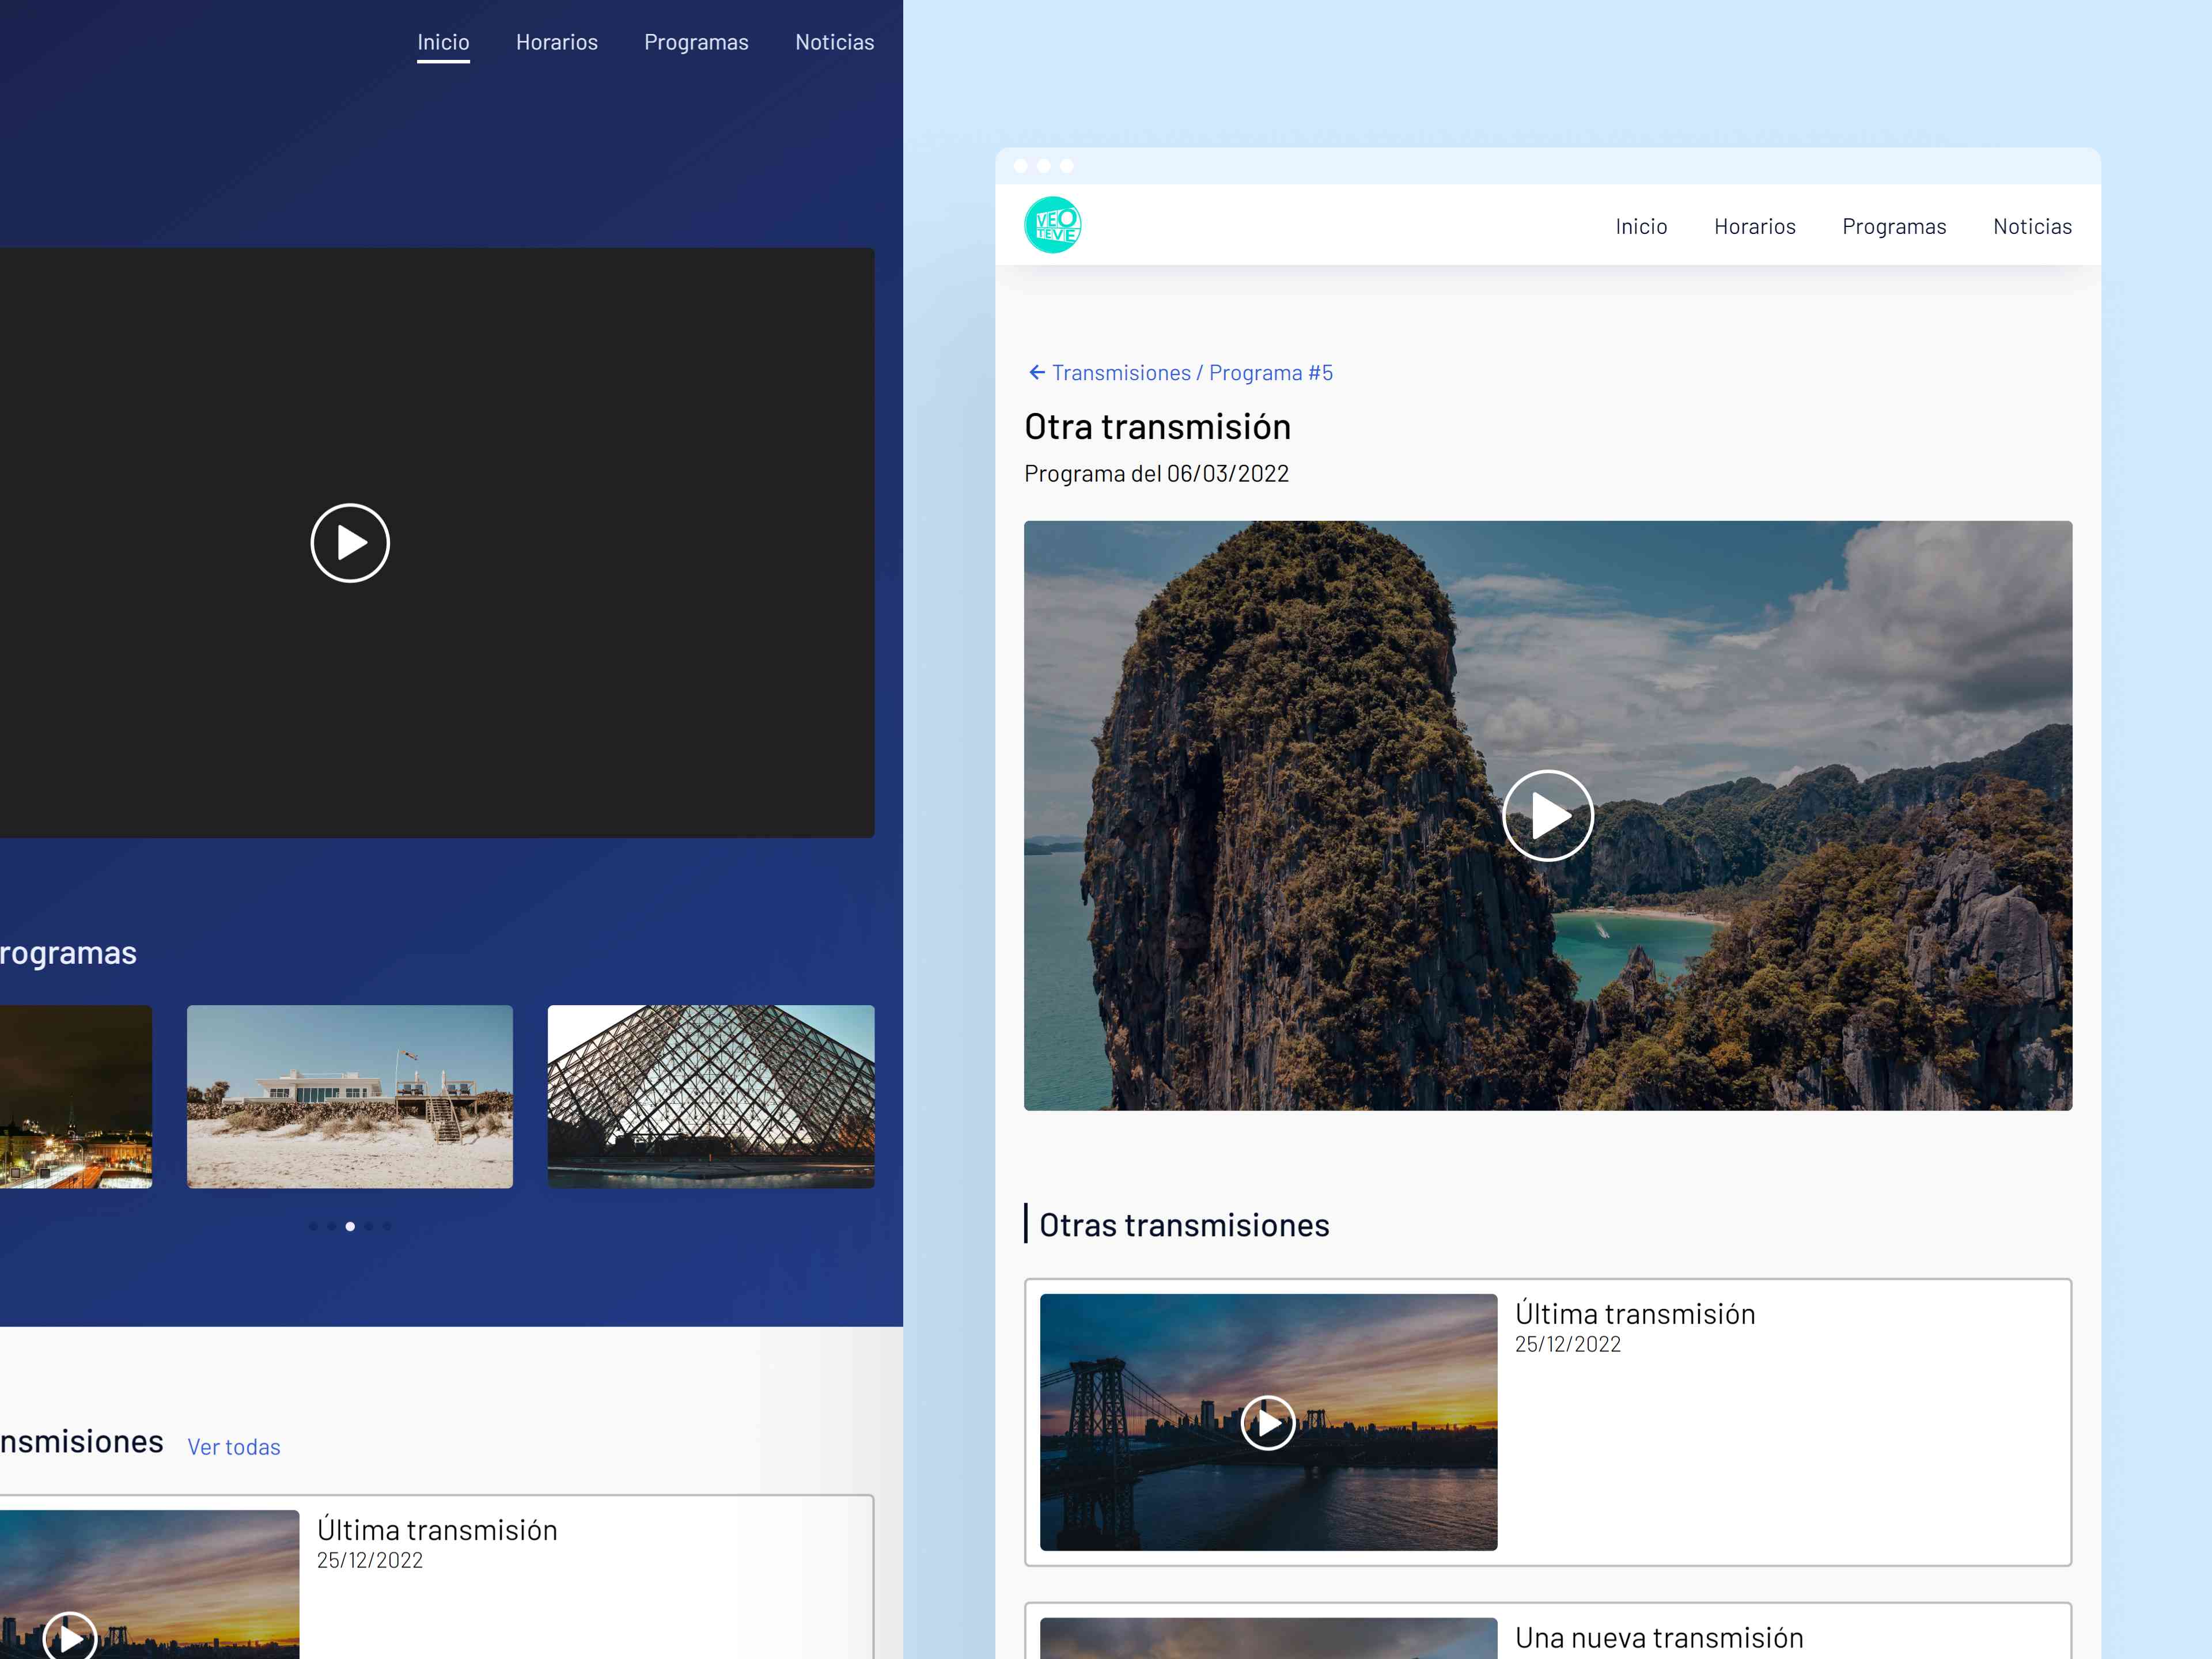 Inicio Horarios Programas Noticias
rogramas
nsmisiones Ver todas
Última transmisión
25/12/2022
VEO
TEVE
Inicio Horarios Programas Noticias
← Transmisiones / Programa #5
Otra transmisión
Programa del 06/03/2022
Otras transmisiones
Última transmisión
25/12/2022
Una nueva transmisión